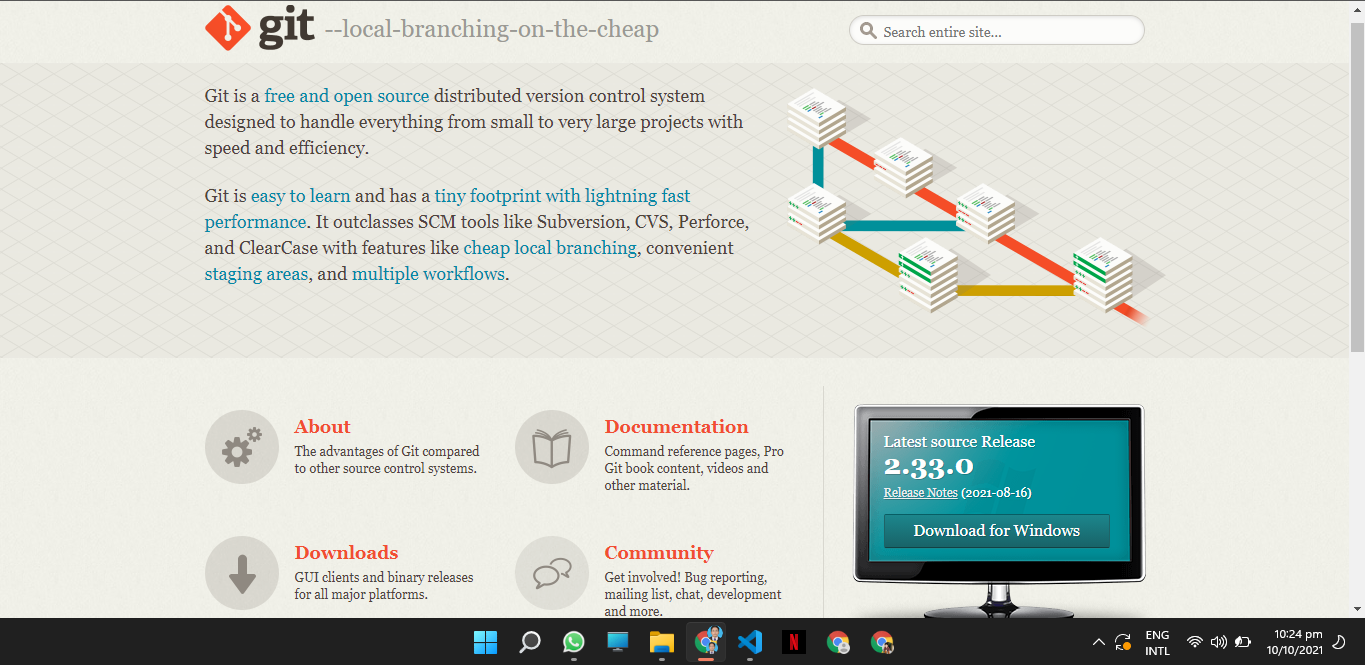 git --local-branching-on-the-cheap
Search entire site...
Git is a free and open source distributed version control system
designed to handle everything from small to very large projects with
speed and efficiency.
Git is easy to learn and has a tiny footprint with lightning fast
performance. It outclasses SCM tools like Subversion, CVS, Perforce,
and ClearCase with features like cheap local branching, convenient
staging areas, and multiple workflows.
About
The advantages of Git compared
to other source control systems.
Documentation
Command reference pages, Pro
Git book content, videos and
other material.
Downloads
GUI clients and binary releases
for all major platforms.
Community
Get involved! Bug reporting,
mailing list, chat, development
and more.
Latest source Release
2.33.0
Release Notes (2021-08-16)
Download for Windows
N
ENG
INTL
10:24 pm
10/10/2021